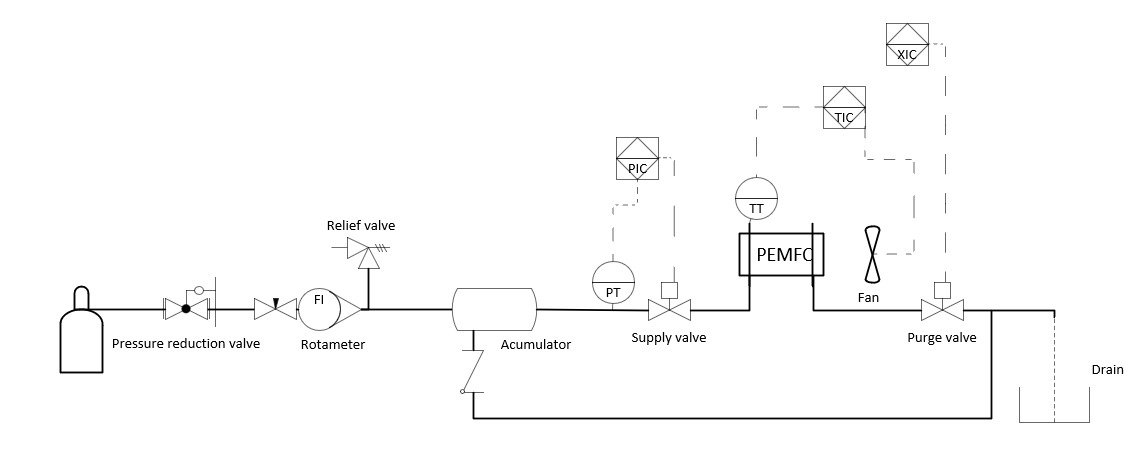 XIC
TIC
PIC
TT
Relief valve
PEMFC
PT
FI
Fan
Pressure reduction valve
Rotameter
Acumulator
Supply valve
Purge valve
Drain